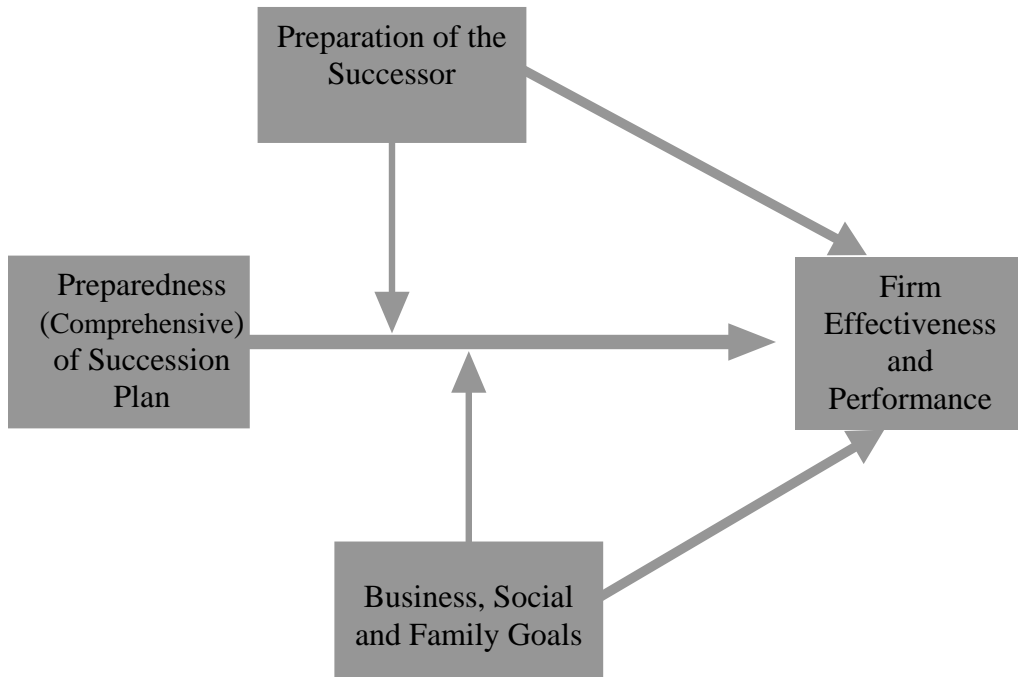 Preparation of the
Successor
Preparedness
(Comprehensive)
of Succession
Plan
Firm
Effectiveness
and
Performance
Business, Social
and Family Goals